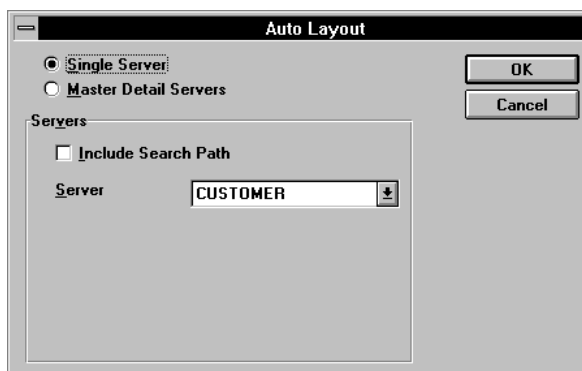 Auto Layout
Single Server
Master Detail Servers
OK
Cancel
Servers
Include Search Path
Server CUSTOMER